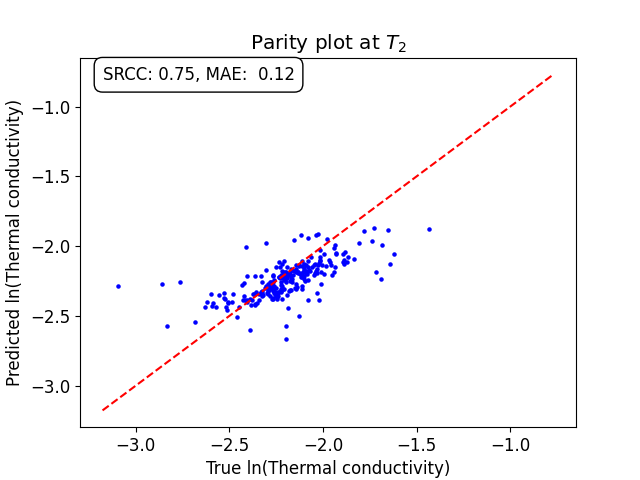 Parity plot at T₂
SRCC: 0.75, MAE:  0.12
Predicted ln(Thermal conductivity)
−1.0
−1.5
−2.0
−2.5
−3.0
−3.0 −2.5 −2.0 −1.5 −1.0
True ln(Thermal conductivity)